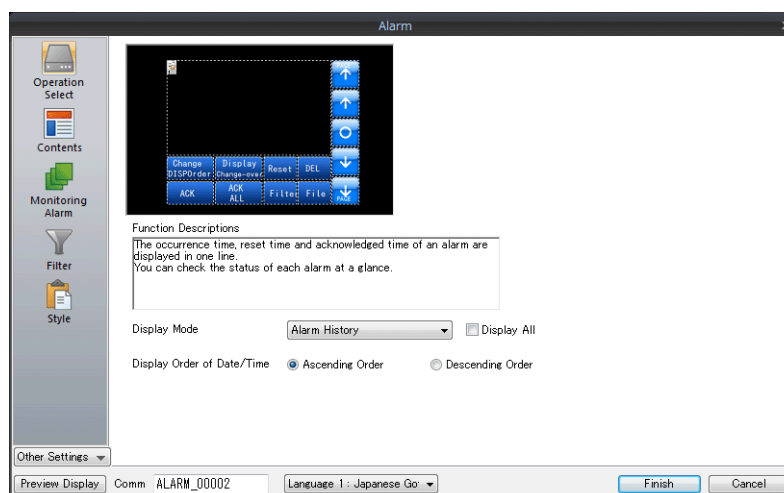 Alarm
Operation
Select
Contents
Monitoring
Alarm
Filter
Style
Other Settings
Change
DISPOrder
Display
Change-over
Reset
DEL
ACK
ACK
ALL
Filter
File
PAGE
Function Descriptions
The occurrence time, reset time and acknowledged time of an alarm are
displayed in one line.
You can check the status of each alarm at a glance.
Display Mode
Alarm History
Display All
Display Order of Date/Time
Ascending Order
Descending Order
Preview Display
Comm
ALARM_00002
Language 1 : Japanese Go
Finish
Cancel